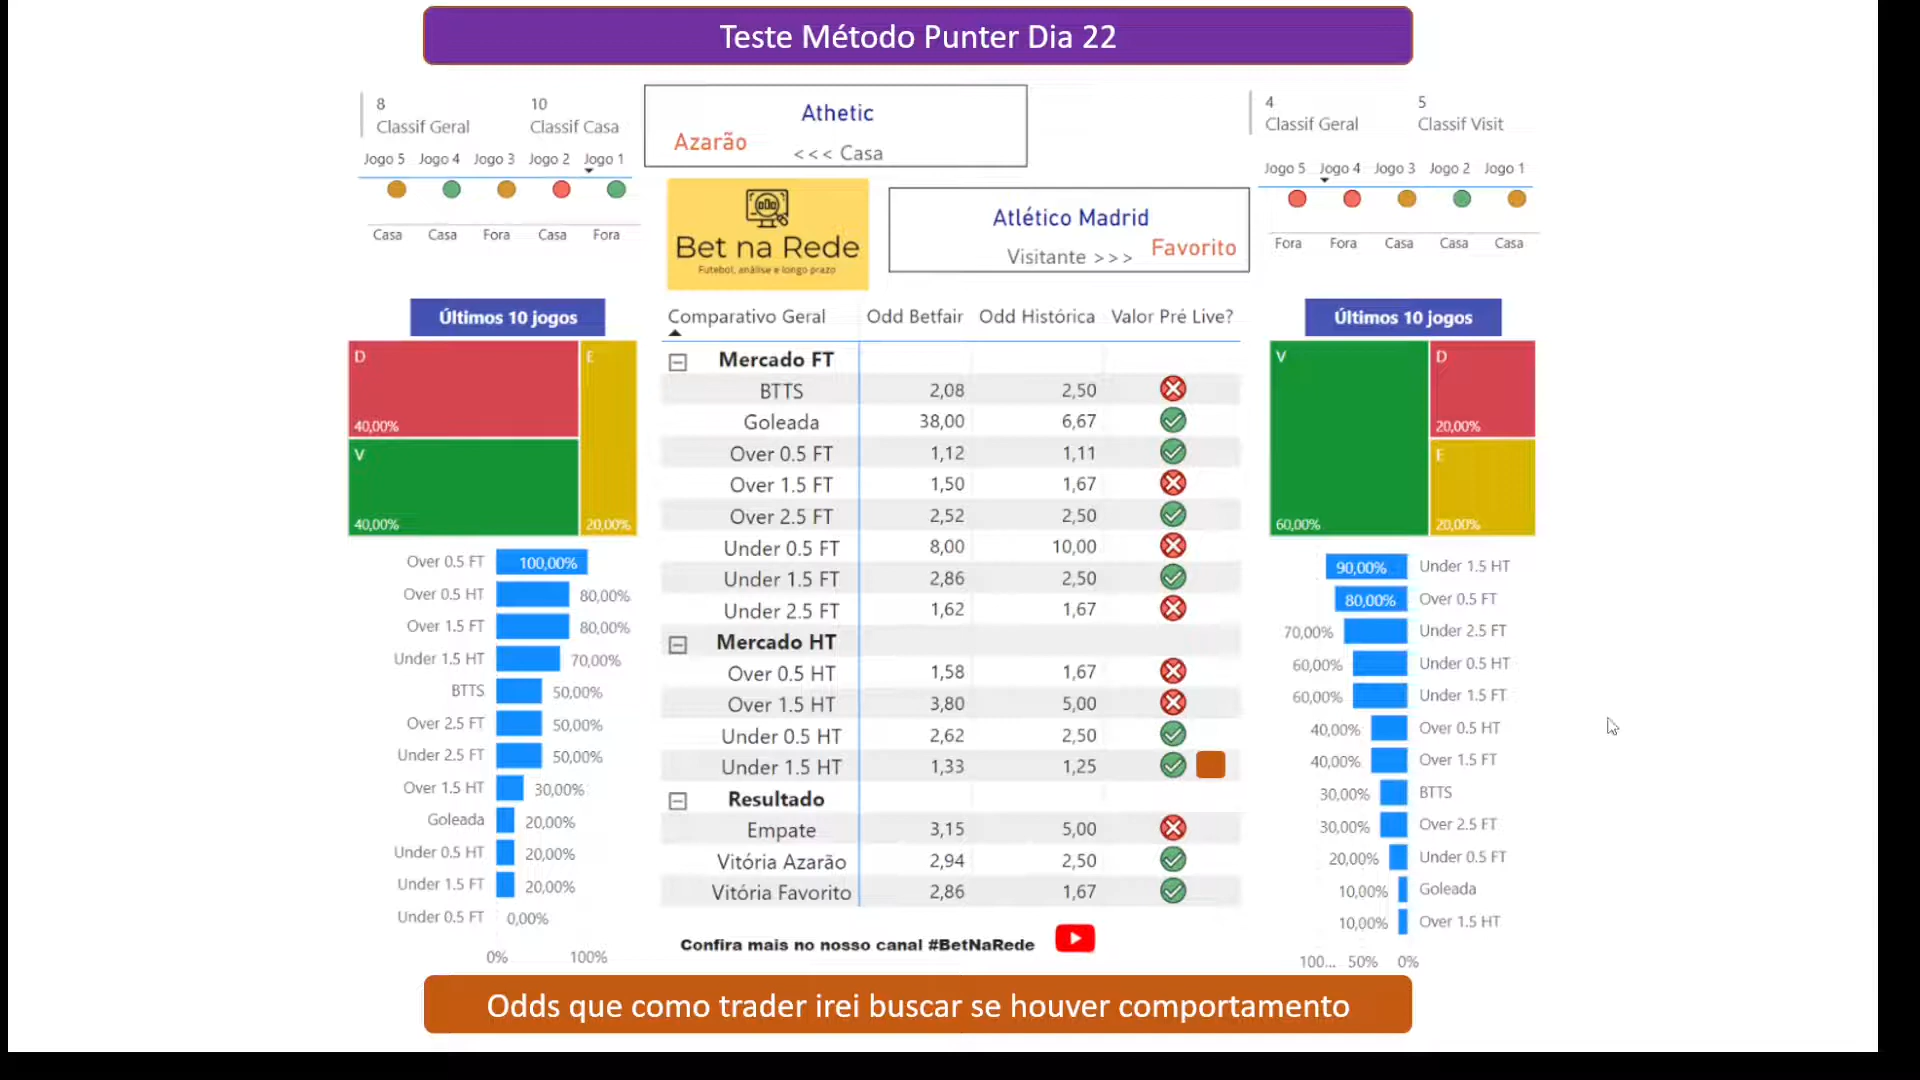 Teste Método Punter Dia 22
8
Classif Geral
10
Classif Casa
Jogo 5 Jogo 4 Jogo 3 Jogo 2 Jogo 1
Casa Casa Fora Casa Fora
Athetic
Azarão
<<< Casa
Bet na Rede
Futebol, análise e longo prazo
Atlético Madrid
Visitante >>>
Favorito
4
Classif Geral
5
Classif Visit
Jogo 5 Jogo 4 Jogo 3 Jogo 2 Jogo 1
Fora Fora Casa Casa Casa
Últimos 10 jogos
D
40,00%
V
40,00%
E
20,00%
Over 0.5 FT 100,00%
Over 0.5 HT 80,00%
Over 1.5 FT 80,00%
Under 1.5 HT 70,00%
BTTS 50,00%
Over 2.5 FT 50,00%
Under 2.5 FT 50,00%
Over 1.5 HT 30,00%
Goleada 20,00%
Under 0.5 HT 20,00%
Under 1.5 FT 20,00%
Under 0.5 FT 0,00%
0% 100%
Comparativo Geral Odd Betfair Odd Histórica Valor Pré Live?
Mercado FT
BTTS 2,08 2,50
Goleada 38,00 6,67
Over 0.5 FT 1,12 1,11
Over 1.5 FT 1,50 1,67
Over 2.5 FT 2,52 2,50
Under 0.5 FT 8,00 10,00
Under 1.5 FT 2,86 2,50
Under 2.5 FT 1,62 1,67
Mercado HT
Over 0.5 HT 1,58 1,67
Over 1.5 HT 3,80 5,00
Under 0.5 HT 2,62 2,50
Under 1.5 HT 1,33 1,25
Resultado
Empate 3,15 5,00
Vitória Azarão 2,94 2,50
Vitória Favorito 2,86 1,67
Confira mais no nosso canal #BetNaRede
Últimos 10 jogos
V
60,00%
D
20,00%
E
20,00%
90,00% Under 1.5 HT
80,00% Over 0.5 FT
70,00% Under 2.5 FT
60,00% Under 0.5 HT
60,00% Under 1.5 FT
40,00% Over 0.5 HT
40,00% Over 1.5 FT
30,00% BTTS
30,00% Over 2.5 FT
20,00% Under 0.5 FT
10,00% Goleada
10,00% Over 1.5 HT
100... 50% 0%
Odds que como trader irei buscar se houver comportamento